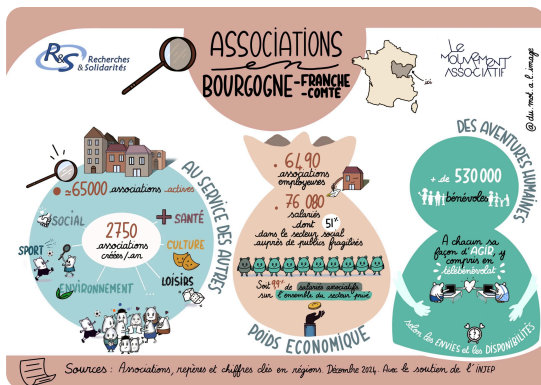 R&S Recherches
& Solidarités
ASSOCIATIONS
en
BOURGOGNE-FRANCHE
-COMTÉ
ici
LE
MOUVEMENT
ASSOCIATIF
@du.mot.a.l.image
AU SERVICE DES AUTRES
≈65000 associations actives
SOCIAL
SANTÉ
2750
associations
créées/an
SPORT
CULTURE
ENVIRONNEMENT
LOISIRS
. 6490
associations
employeuses
. 76 080
salariés
dont 51%
dans le secteur social
auprès de publics fragilisés
Soit
de salariés associatifs
sur l'ensemble du secteur privé
POIDS ECONOMIQUE
DES AVENTURES HUMAINES
+ de 530 000
bénévoles
A chacun sa
façon d'AGIR, y
compris en
télébénévolat
selon les ENVIES et les DISPONIBILITÉS
Sources : Associations, repères et chiffres clés en régions. Décembre 2024. Avec le soutien de l'INJEP